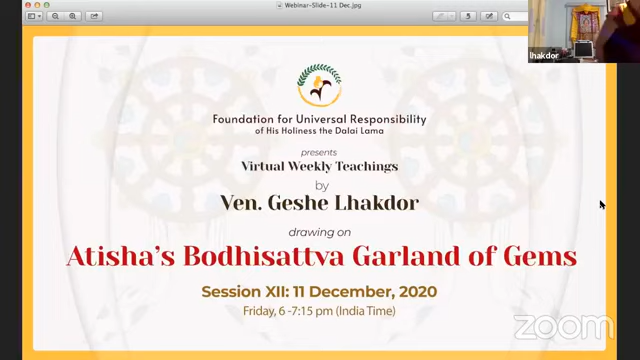 Webinar-Slide-11 Dec.jpg
lhakdor
Foundation for Universal Responsibility
of His Holiness the Dalai Lama
presents
Virtual Weekly Teachings
by
Ven. Geshe Lhakdor
drawing on
Atisha's Bodhisattva Garland of Gems
Session XII: 11 December, 2020
Friday, 6 -7:15 pm (India Time)
zoom